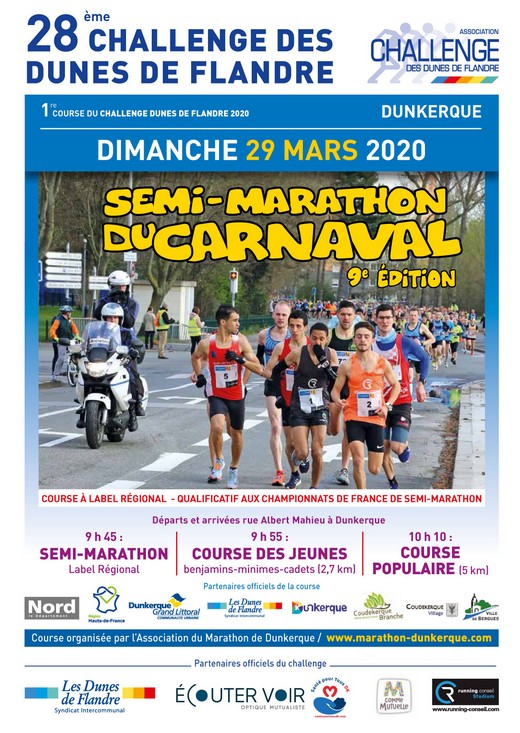 28ème CHALLENGE DES
DUNES DE FLANDRE
ASSOCIATION
CHALLENGE
DES DUNES DE FLANDRE
1re COURSE DU CHALLENGE DUNES DE FLANDRE 2020
DUNKERQUE
DIMANCHE 29 MARS 2020
SEMi-MARATHON
DU CARNAVAL
9e ÉDiTiON
5
2
COURSE À LABEL RÉGIONAL - QUALIFICATIF AUX CHAMPIONNATS DE FRANCE DE SEMI-MARATHON
Départs et arrivées rue Albert Mahieu à Dunkerque
9 h 45 :
SEMI-MARATHON
Label Régional
9 h 55 :
COURSE DES JEUNES
benjamins-minimes-cadets (2,7 km)
10 h 10 :
COURSE
POPULAIRE (5 km)
Partenaires officiels de la course
Nord
le Département
Région
Hauts-de-France
Dunkerque
Grand Littoral
COMMUNAUTÉ URBAINE
Les Dunes
de Flandre
Syndicat Intercommunal
Dunkerque
Coudekerque
Branche
COUDEKERQUE
Village
VILLE
DE BERGUES
Course organisée par l'Association du Marathon de Dunkerque / www.marathon-dunkerque.com
Partenaires officiels du challenge
Les Dunes
de Flandre
Syndicat Intercommunal
ÉCOUTER VOIR
OPTIQUE MUTUALISTE
Santé pour Tous
M
COMME
Mutuelle
running conseil
Stadium
www.running-conseil.com